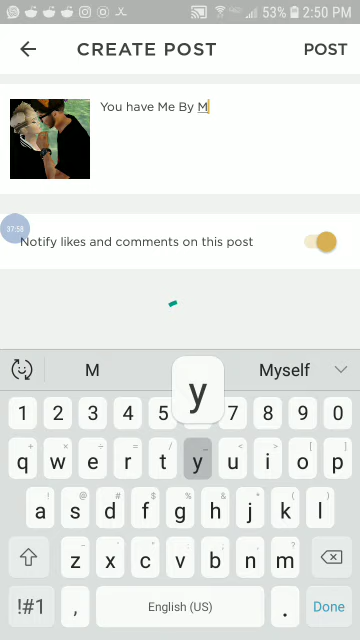 53% 2:50 PM
CREATE POST POST
You have Me By M
37:58
Notify likes and comments on this post
M Myself
y
1 2 3 4 5 7 8 9 0
+ × ÷ = / _ < > [ ]
q w e r t y u i o p
! @ # $ % ^ & * ( )
a s d f g h j k l
- ' " : ; , ?
z x c v b n m
!#1 , English (US) . Done